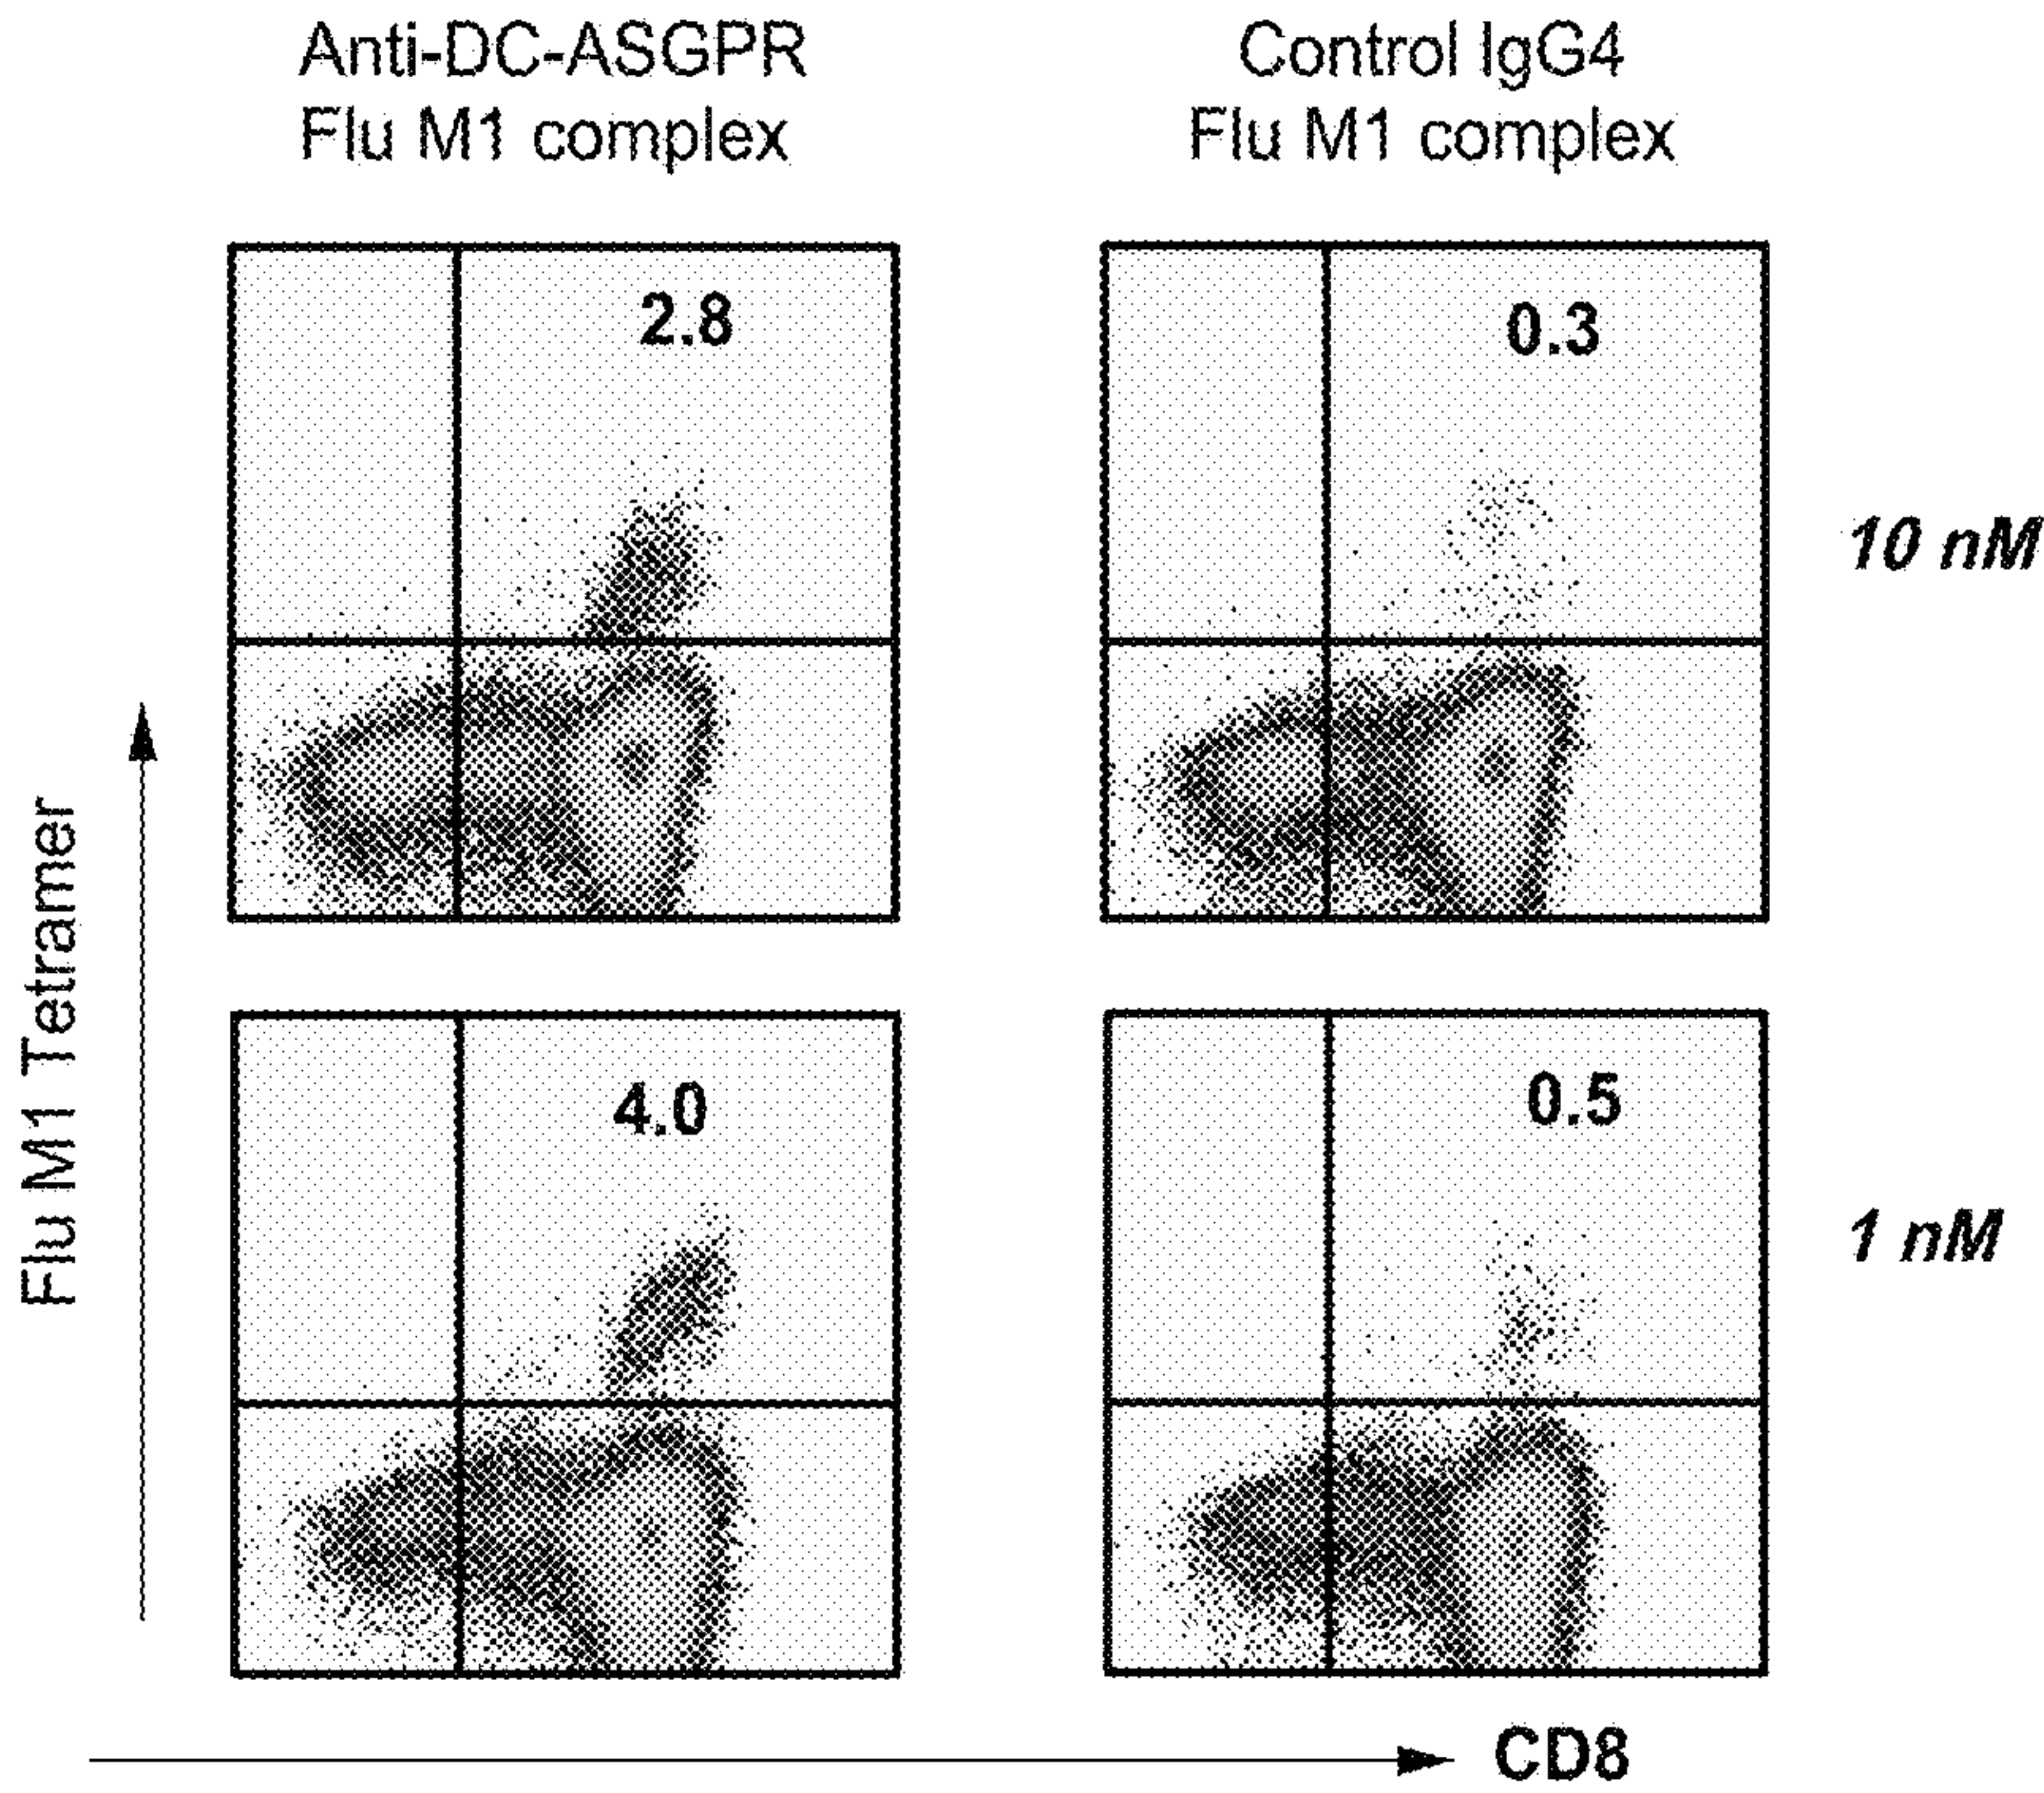 Anti-DC-ASGPR
Flu M1 complex
Control IgG4
Flu M1 complex
2.8
0.3
10 nM
4.0
0.5
1 nM
Flu M1 Tetramer
CD8